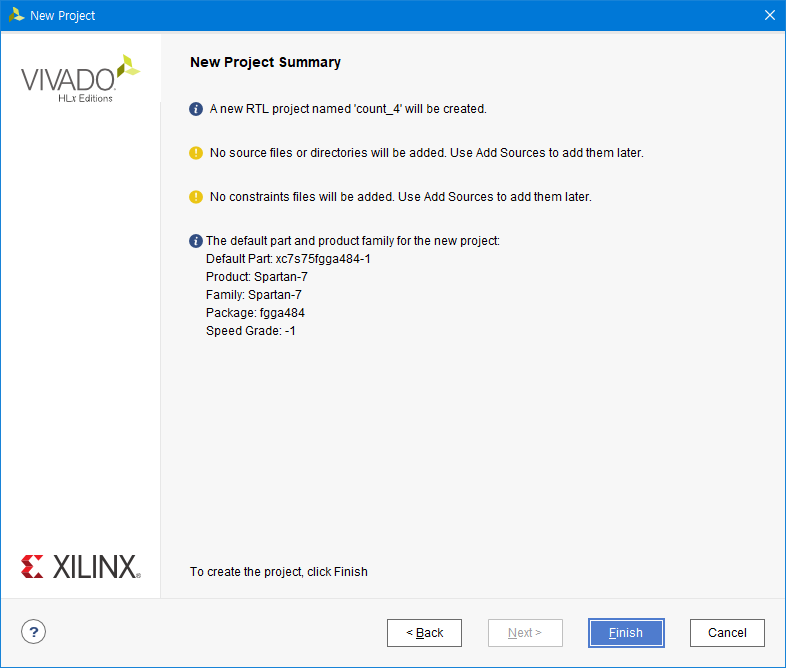 New Project
VIVADO.
HLx Editions
New Project Summary
A new RTL project named 'count_4' will be created.
No source files or directories will be added. Use Add Sources to add them later.
No constraints files will be added. Use Add Sources to add them later.
The default part and product family for the new project:
Default Part: xc7s75fgga484-1
Product: Spartan-7
Family: Spartan-7
Package: fgga484
Speed Grade: -1
XILINX®
To create the project, click Finish
?
< Back
Next >
Finish
Cancel